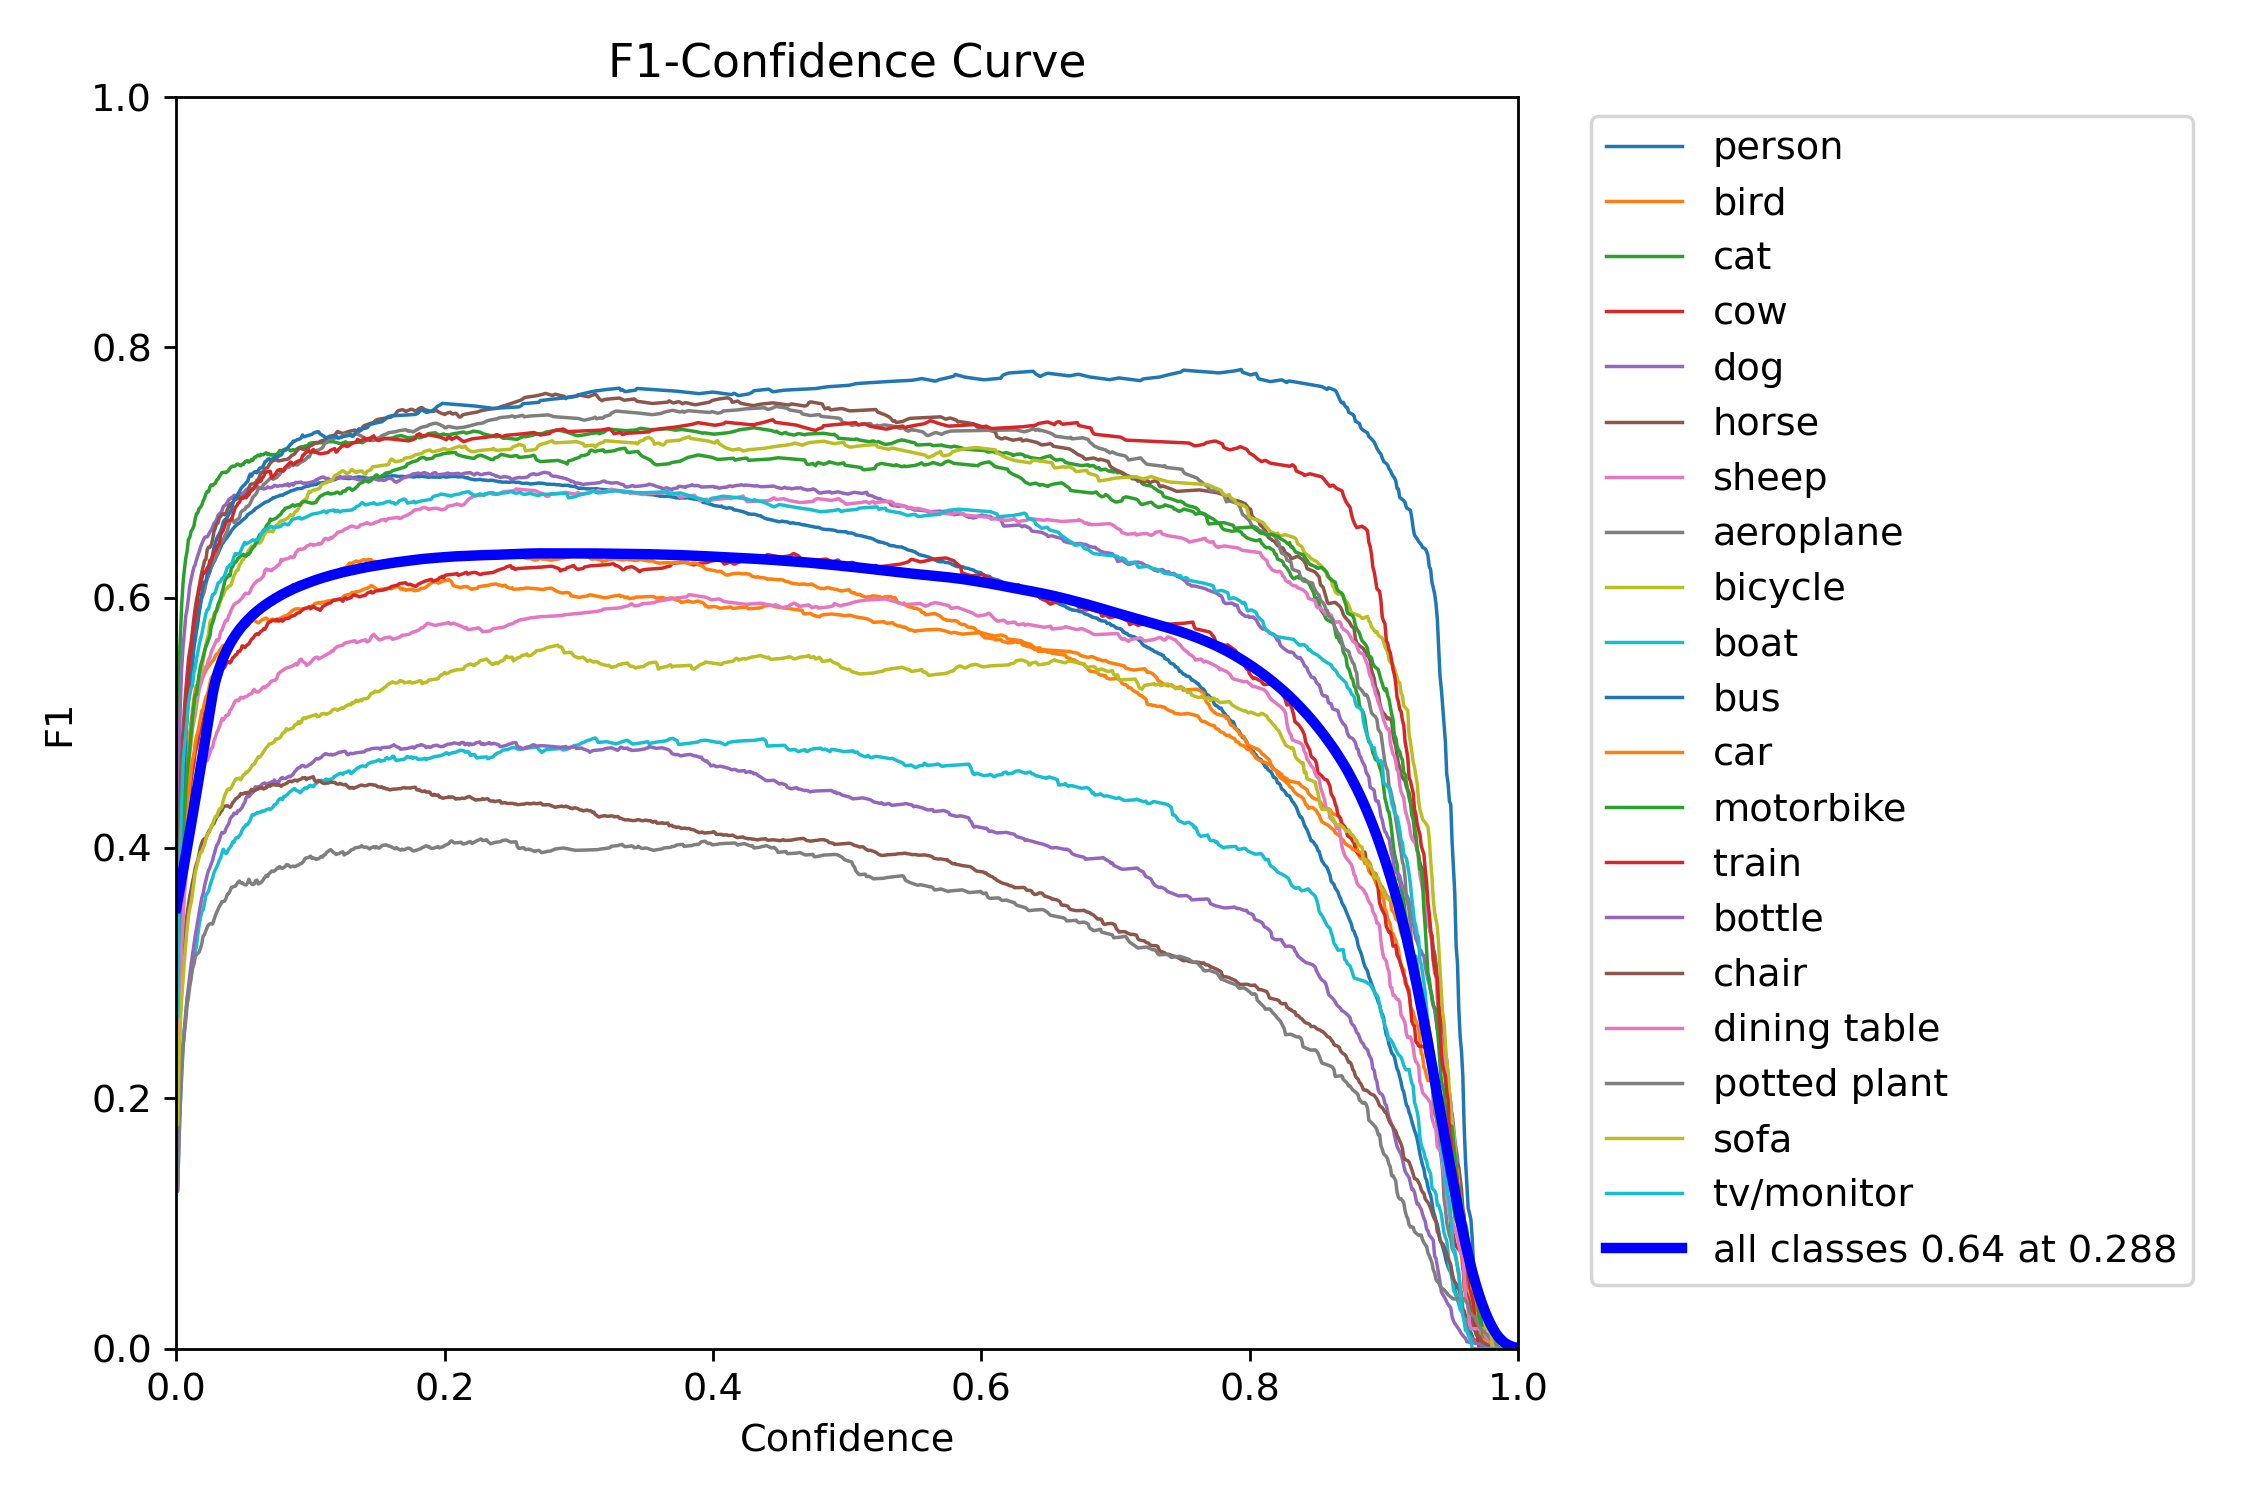 F1-Confidence Curve
1.0
0.8
0.6
0.4
0.2
0.0
F1
0.0 0.2 0.4 0.6 0.8 1.0
Confidence
person
bird
cat
cow
dog
horse
sheep
aeroplane
bicycle
boat
bus
car
motorbike
train
bottle
chair
dining table
potted plant
sofa
tv/monitor
all classes 0.64 at 0.288